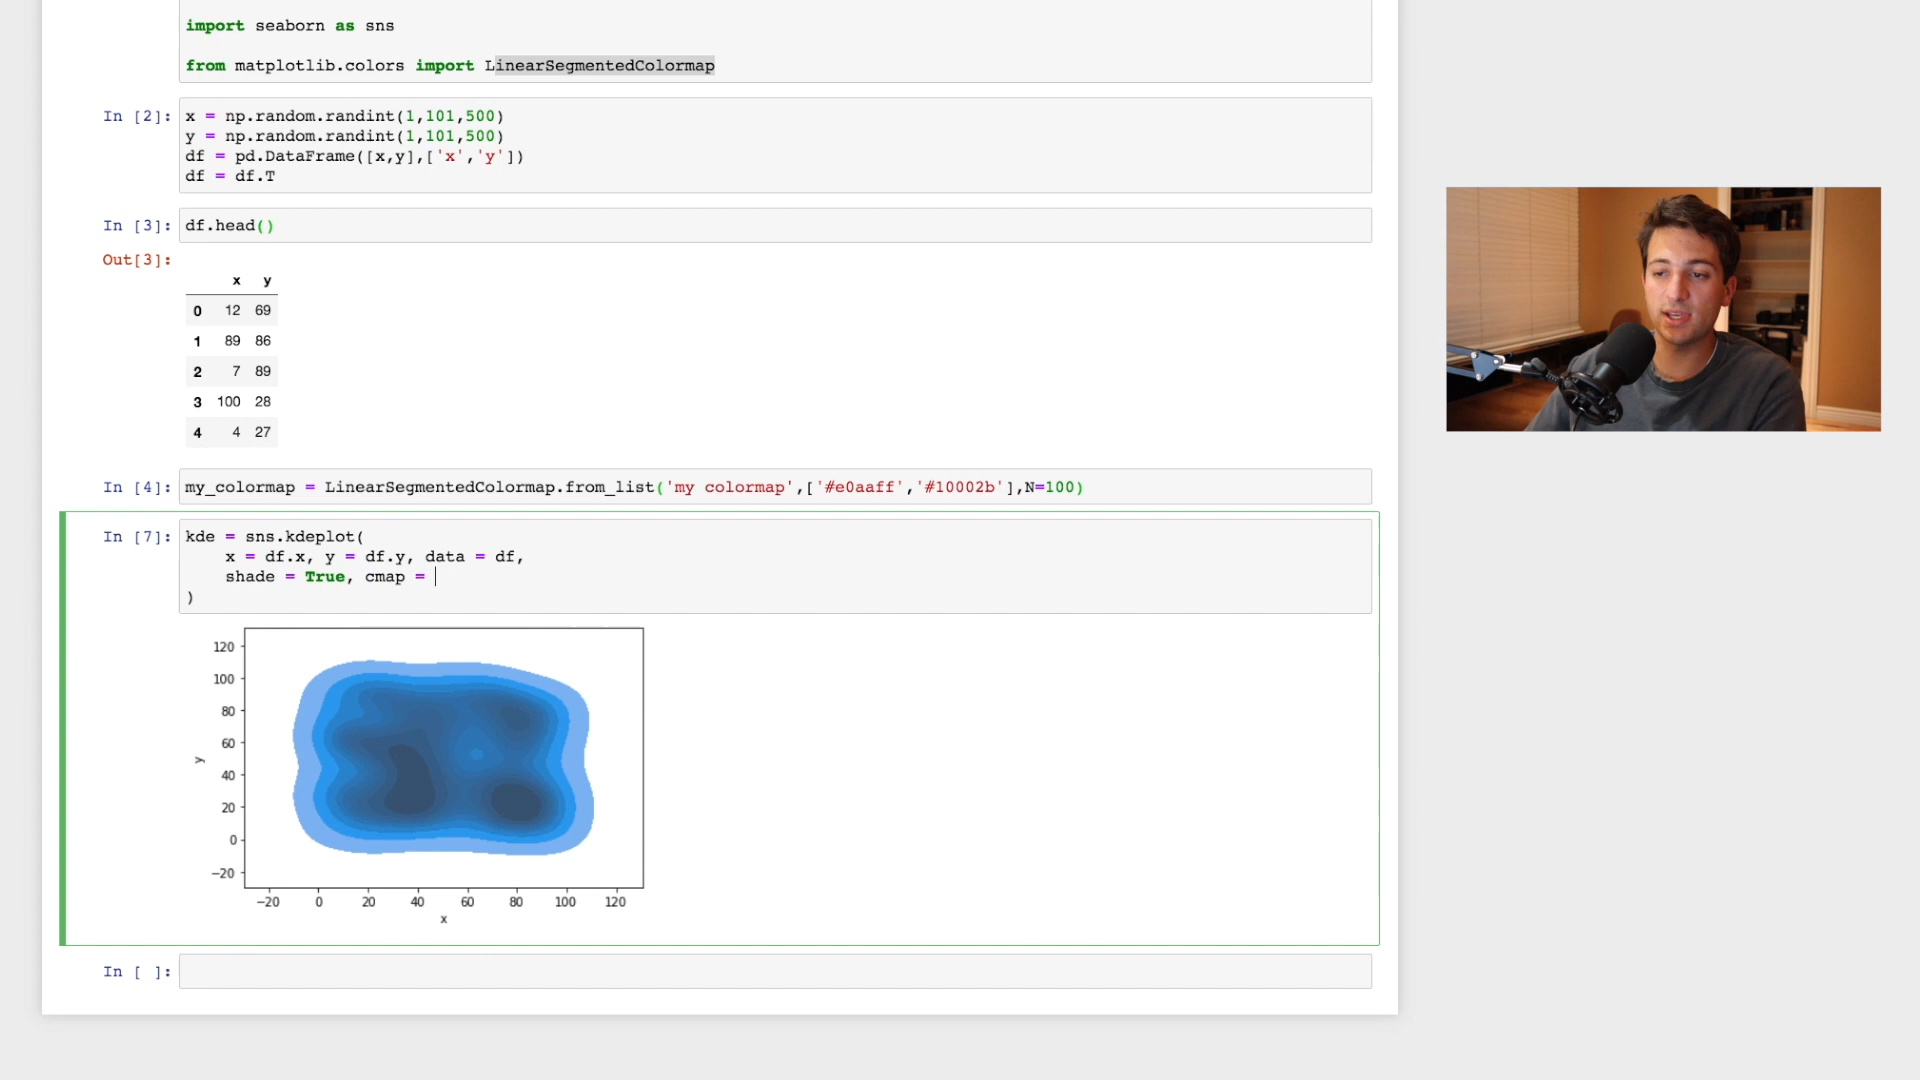 import seaborn as sns
from matplotlib.colors import LinearSegmentedColormap
In [2]: x = np.random.randint(1,101,500)
y = np.random.randint(1,101,500)
df = pd.DataFrame([x,y],['x','y'])
df = df.T
In [3]: df.head()
Out[3]:
x y
0 12 69
1 89 86
2 7 89
3 100 28
4 4 27
In [4]: my_colormap = LinearSegmentedColormap.from_list('my colormap',['#e0aaff','#10002b'],N=100)
In [7]: kde = sns.kdeplot(
x = df.x, y = df.y, data = df,
shade = True, cmap =
)
120
100
80
60
y
40
20
0
−20
−20 0 20 40 60 80 100 120
x
In [ ]: